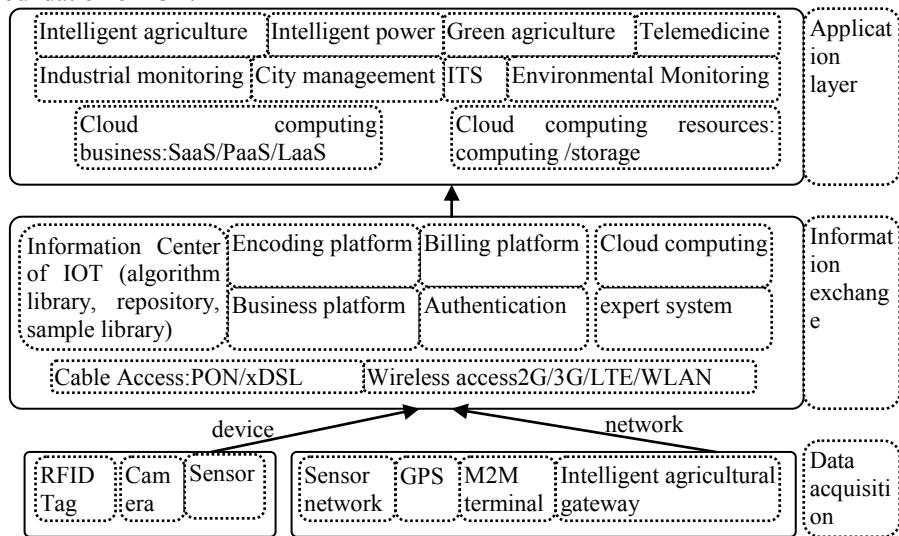 Intelligent agriculture
Intelligent power
Green agriculture
Telemedicine
Industrial monitoring
City manageement
ITS
Environmental Monitoring
Cloud computing
business:SaaS/PaaS/LaaS
Cloud computing resources:
computing /storage
Applicat
ion
layer
Information Center
of IOT (algorithm
library, repository,
sample library)
Encoding platform
Billing platform
Cloud computing
Business platform
Authentication
expert system
Cable Access:PON/xDSL
Wireless access2G/3G/LTE/WLAN
Informat
ion
exchang
e
device
network
RFID
Tag
Cam
era
Sensor
Sensor
network
GPS
M2M
terminal
Intelligent agricultural
gateway
Data
acquisiti
on